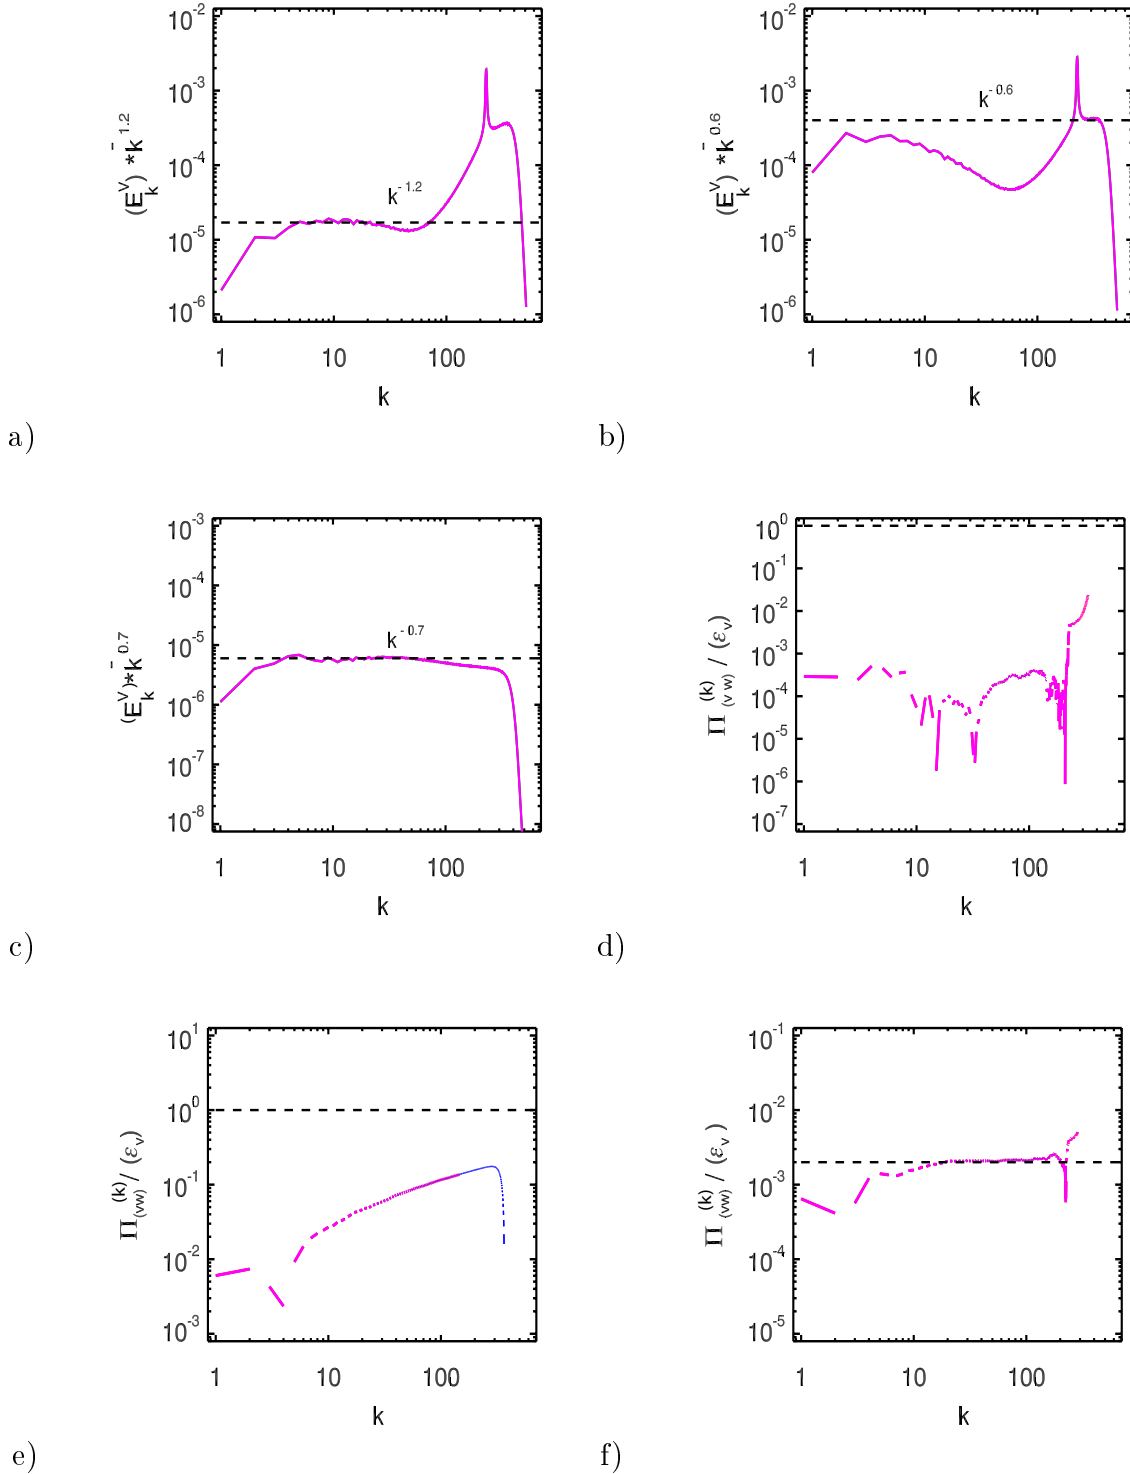 10^-2
10^-3
10^-4
10^-5
10^-6
(E_k^V) * k^-1.2
k^-1.2
1 10 100
k
a)
10^-2
10^-3
10^-4
10^-5
10^-6
(E_k^V) * k^-0.6
k^-0.6
1 10 100
k
b)
10^-3
10^-4
10^-5
10^-6
10^-7
10^-8
(E_k^V)* k^-0.7
k^-0.7
1 10 100
k
c)
10^0
10^-1
10^-2
10^-3
10^-4
10^-5
10^-6
10^-7
Π_(vw)^(k) / (ε_v)
1 10 100
k
d)
10^1
10^0
10^-1
10^-2
10^-3
Π_(vw)^(k) / (ε_v)
1 10 100
k
e)
10^-1
10^-2
10^-3
10^-4
10^-5
Π_(vw)^(k) / (ε_v)
1 10 100
k
f)